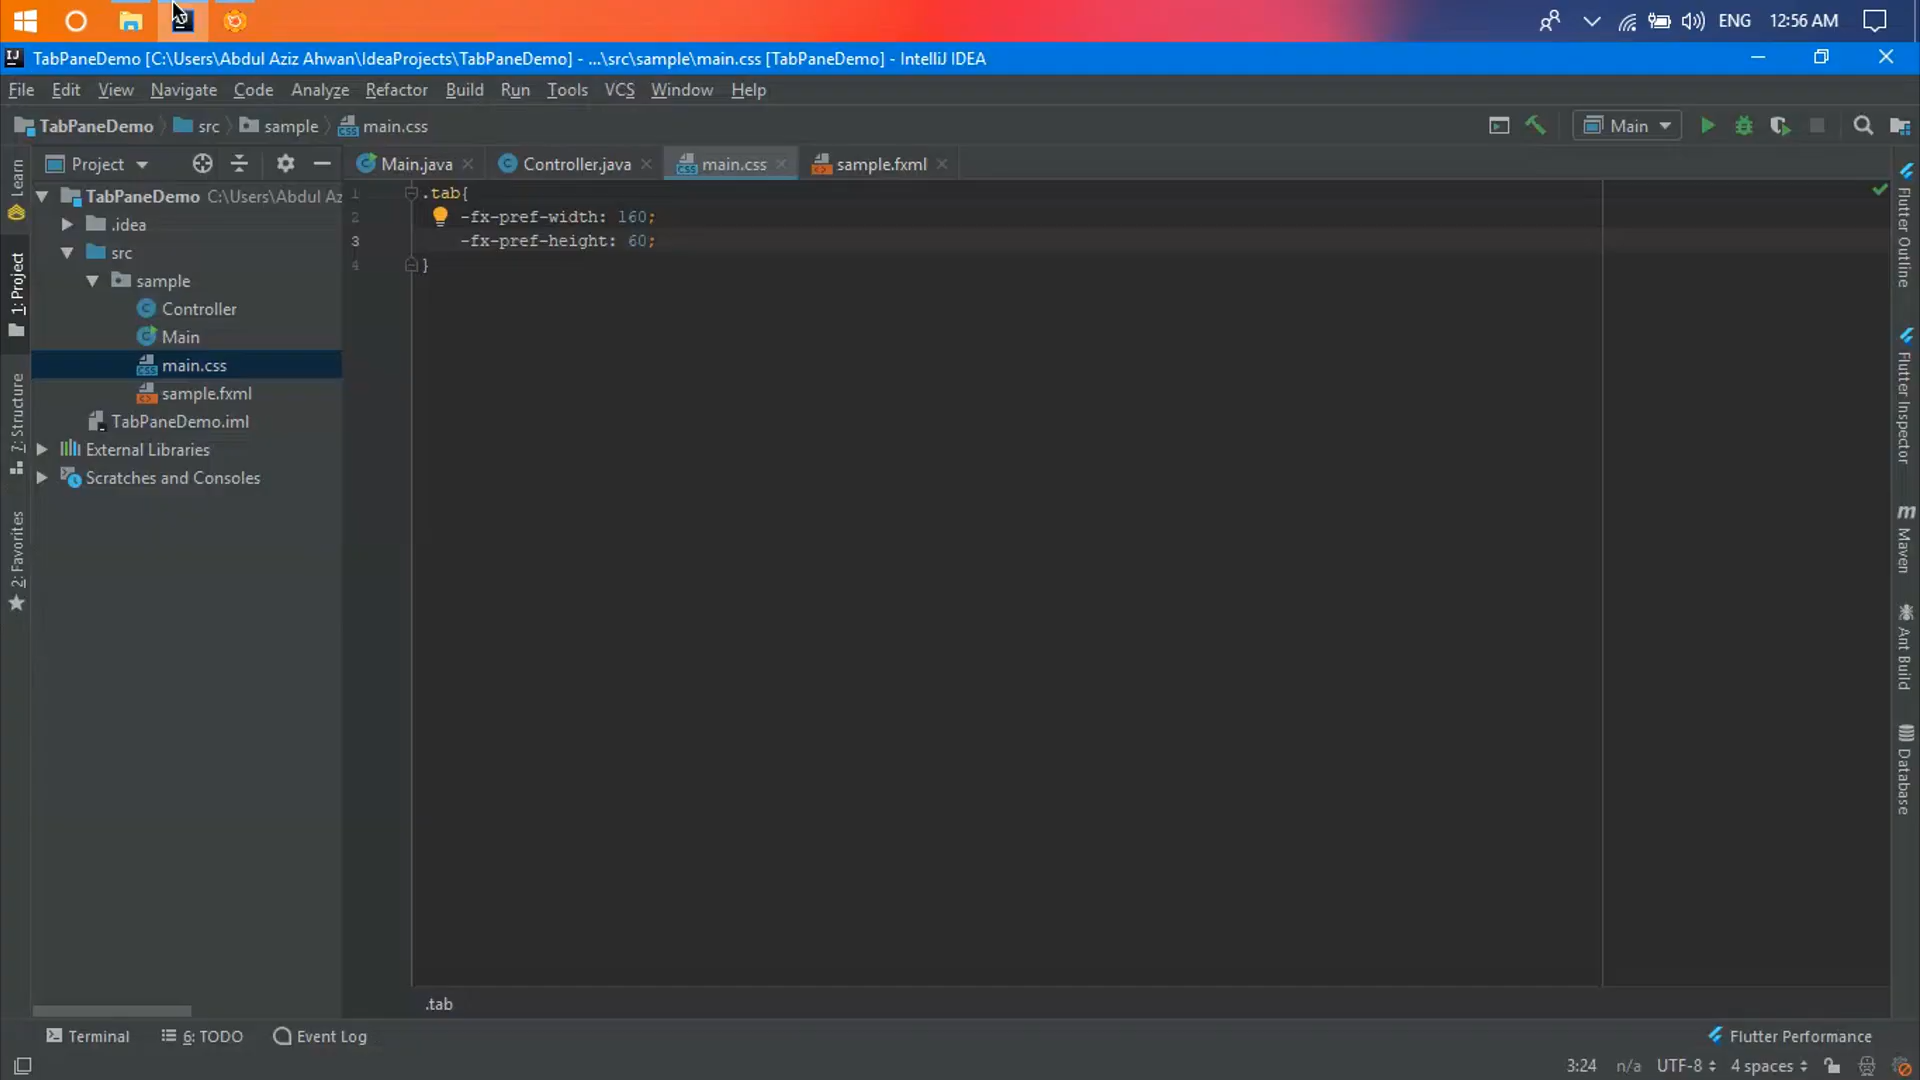 ENG 12:56 AM
TabPaneDemo [C:\Users\Abdul Aziz Ahwan\IdeaProjects\TabPaneDemo] - ...\src\sample\main.css [TabPaneDemo] - IntelliJ IDEA
File Edit View Navigate Code Analyze Refactor Build Run Tools VCS Window Help
TabPaneDemo src sample main.css Main
Project Main.java Controller.java main.css sample.fxml
TabPaneDemo C:\Users\Abdul Az
.idea
src
sample
Controller
Main
main.css
sample.fxml
TabPaneDemo.iml
External Libraries
Scratches and Consoles
1 .tab{
2 -fx-pref-width: 160;
3 -fx-pref-height: 60;
4 }
Learn
1: Project
7: Structure
2: Favorites
Flutter Outline
Flutter Inspector
Maven
Ant Build
Database
.tab
Terminal 6: TODO Event Log Flutter Performance
3:24 n/a UTF-8 4 spaces